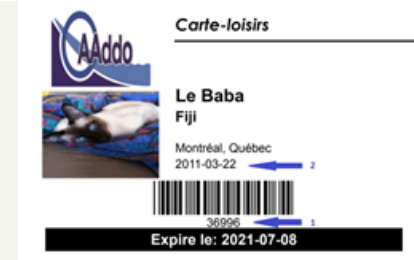 AAddo
Carte-loisirs
Le Baba
Fiji
Montréal, Québec
2011-03-22 2
36996 1
Expire le: 2021-07-08